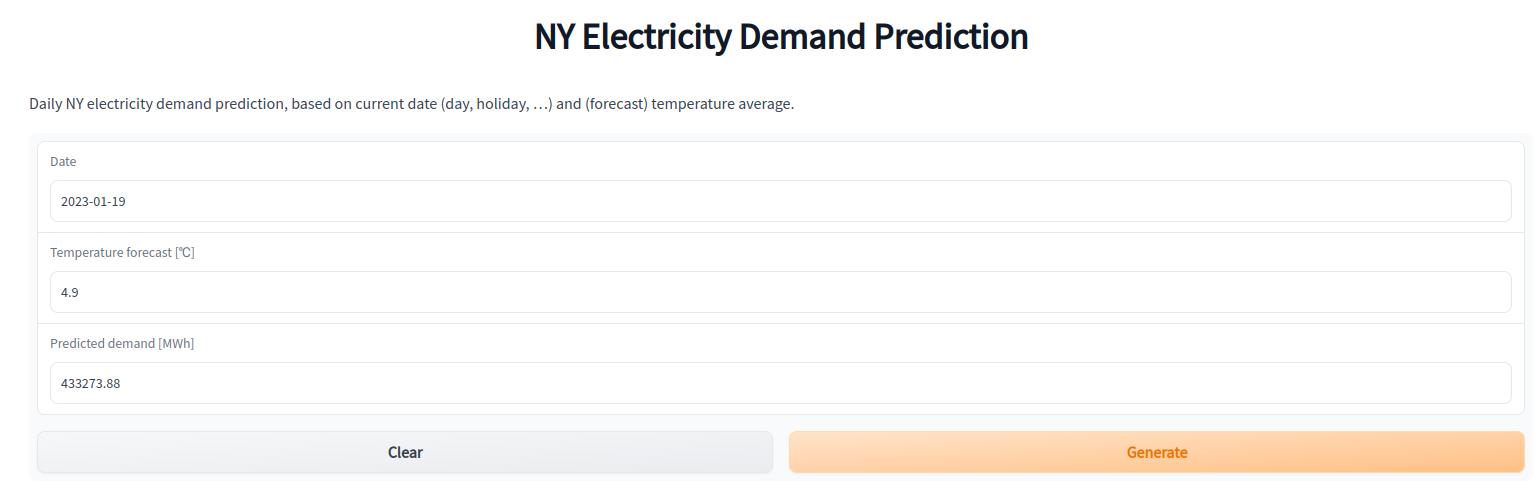 NY Electricity Demand Prediction
Daily NY electricity demand prediction, based on current date (day, holiday, …) and (forecast) temperature average.
Date
2023-01-19
Temperature forecast [℃]
4.9
Predicted demand [MWh]
433273.88
Clear
Generate